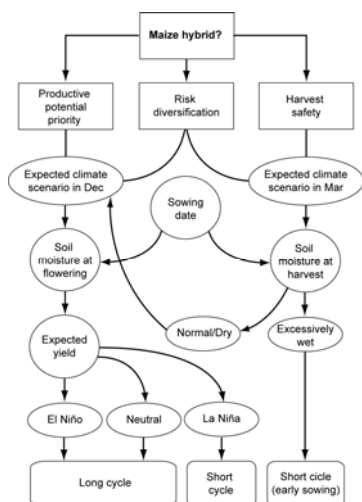 Maize hybrid?
Productive
potential
priority
Risk
diversification
Harvest
safety
Expected climate
scenario in Dec
Expected climate
scenario in Mar
Sowing
date
Soil
moisture at
flowering
Soil
moisture at
harvest
Normal/Dry
Excessively
wet
Expected
yield
El Niño
Neutral
La Niña
Long cycle
Short
cycle
Short cicle
(early sowing)